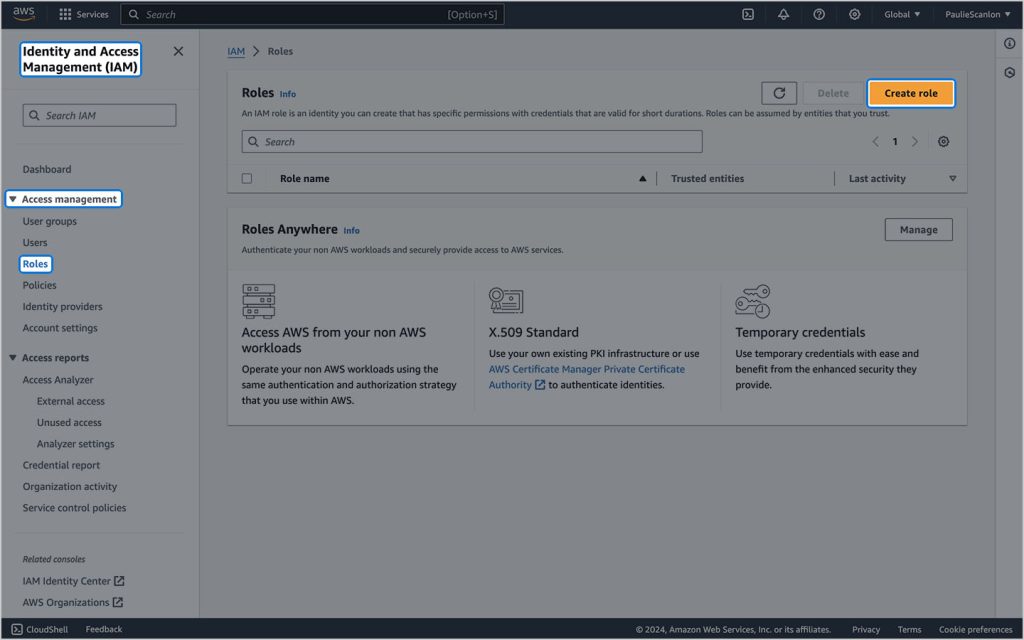 aws
Services
Search
[Option+S]
Global
PaulieScanlon
Identity and Access
Management (IAM)
Search IAM
Dashboard
Access management
User groups
Users
Roles
Policies
Identity providers
Account settings
Access reports
Access Analyzer
External access
Unused access
Analyzer settings
Credential report
Organization activity
Service control policies
Related consoles
IAM Identity Center
AWS Organizations
IAM > Roles
Roles Info
Delete
Create role
An IAM role is an identity you can create that has specific permissions with credentials that are valid for short durations. Roles can be assumed by entities that you trust.
Search
1
Role name
Trusted entities
Last activity
Roles Anywhere Info
Manage
Authenticate your non AWS workloads and securely provide access to AWS services.
Access AWS from your non AWS
workloads
Operate your non AWS workloads using the
same authentication and authorization strategy
that you use within AWS.
X.509 Standard
Use your own existing PKI infrastructure or use
AWS Certificate Manager Private Certificate
Authority to authenticate identities.
Temporary credentials
Use temporary credentials with ease and
benefit from the enhanced security they
provide.
CloudShell
Feedback
© 2024, Amazon Web Services, Inc. or its affiliates.
Privacy
Terms
Cookie preferences